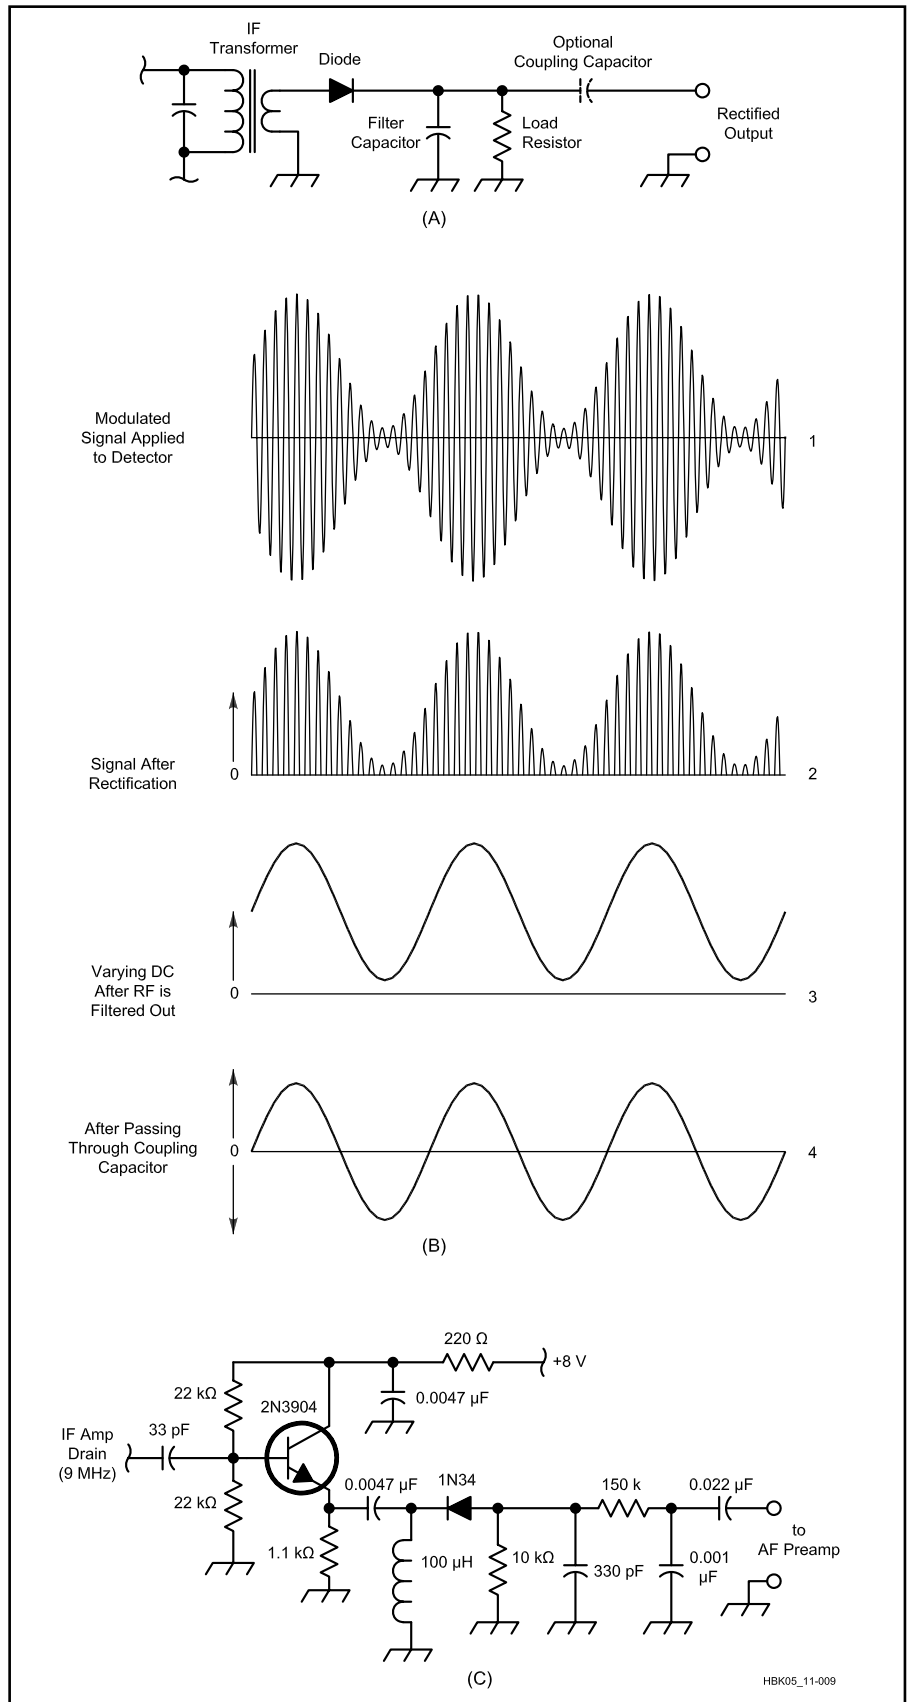 IF
Transformer
Diode
Optional
Coupling Capacitor
Filter
Capacitor
Load
Resistor
Rectified
Output
(A)
Modulated
Signal Applied
to Detector
1
Signal After
Rectification
0
2
Varying DC
After RF is
Filtered Out
0
3
After Passing
Through Coupling
Capacitor
0
4
(B)
220 Ω
+8 V
22 kΩ
2N3904
0.0047 µF
IF Amp
Drain
(9 MHz)
33 pF
22 kΩ
0.0047 µF
1N34
150 k
0.022 µF
to
AF Preamp
1.1 kΩ
100 µH
10 kΩ
330 pF
0.001
µF
(C)
HBK05_11-009